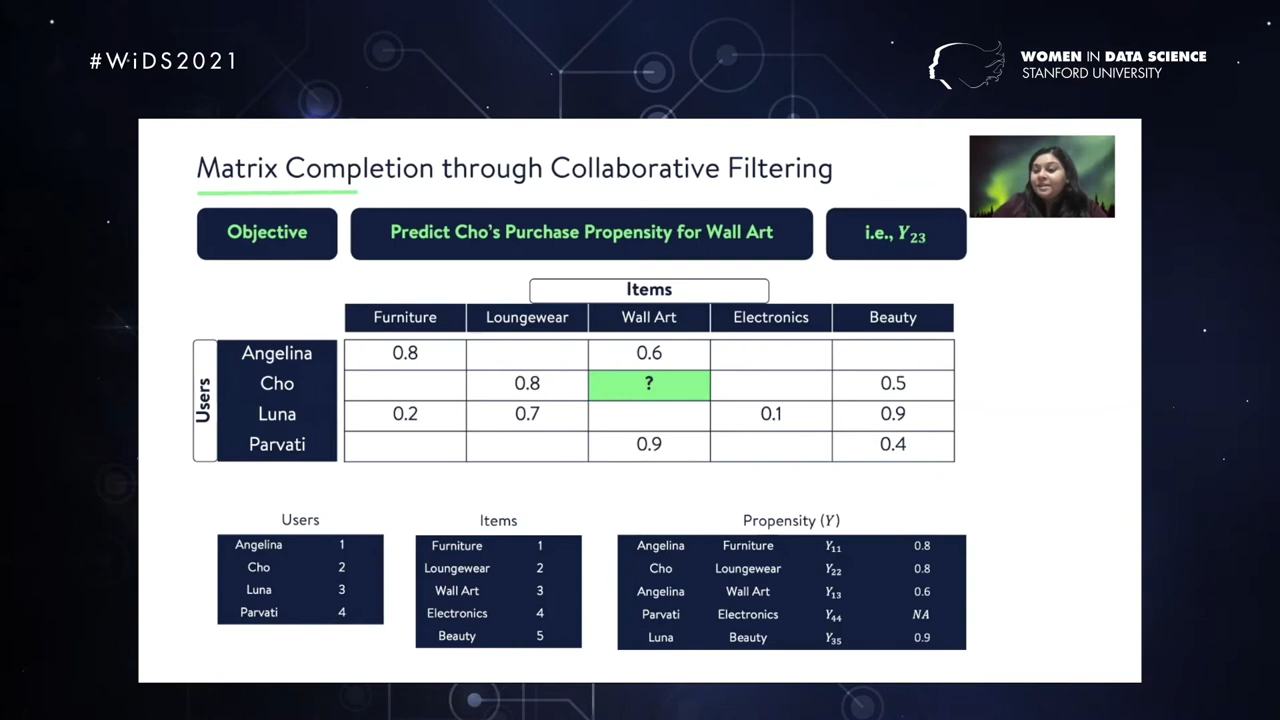 #WiDS2021
WOMEN IN DATA SCIENCE
STANFORD UNIVERSITY
Matrix Completion through Collaborative Filtering
Objective
Predict Cho's Purchase Propensity for Wall Art
i.e., Y₂₃
Items
Furniture Loungewear Wall Art Electronics Beauty
Users
Angelina 0.8 0.6
Cho 0.8 ? 0.5
Luna 0.2 0.7 0.1 0.9
Parvati 0.9 0.4
Users
Angelina 1
Cho 2
Luna 3
Parvati 4
Items
Furniture 1
Loungewear 2
Wall Art 3
Electronics 4
Beauty 5
Propensity (Y)
Angelina Furniture Y₁₁ 0.8
Cho Loungewear Y₂₂ 0.8
Angelina Wall Art Y₁₃ 0.6
Parvati Electronics Y₄₄ NA
Luna Beauty Y₃₅ 0.9